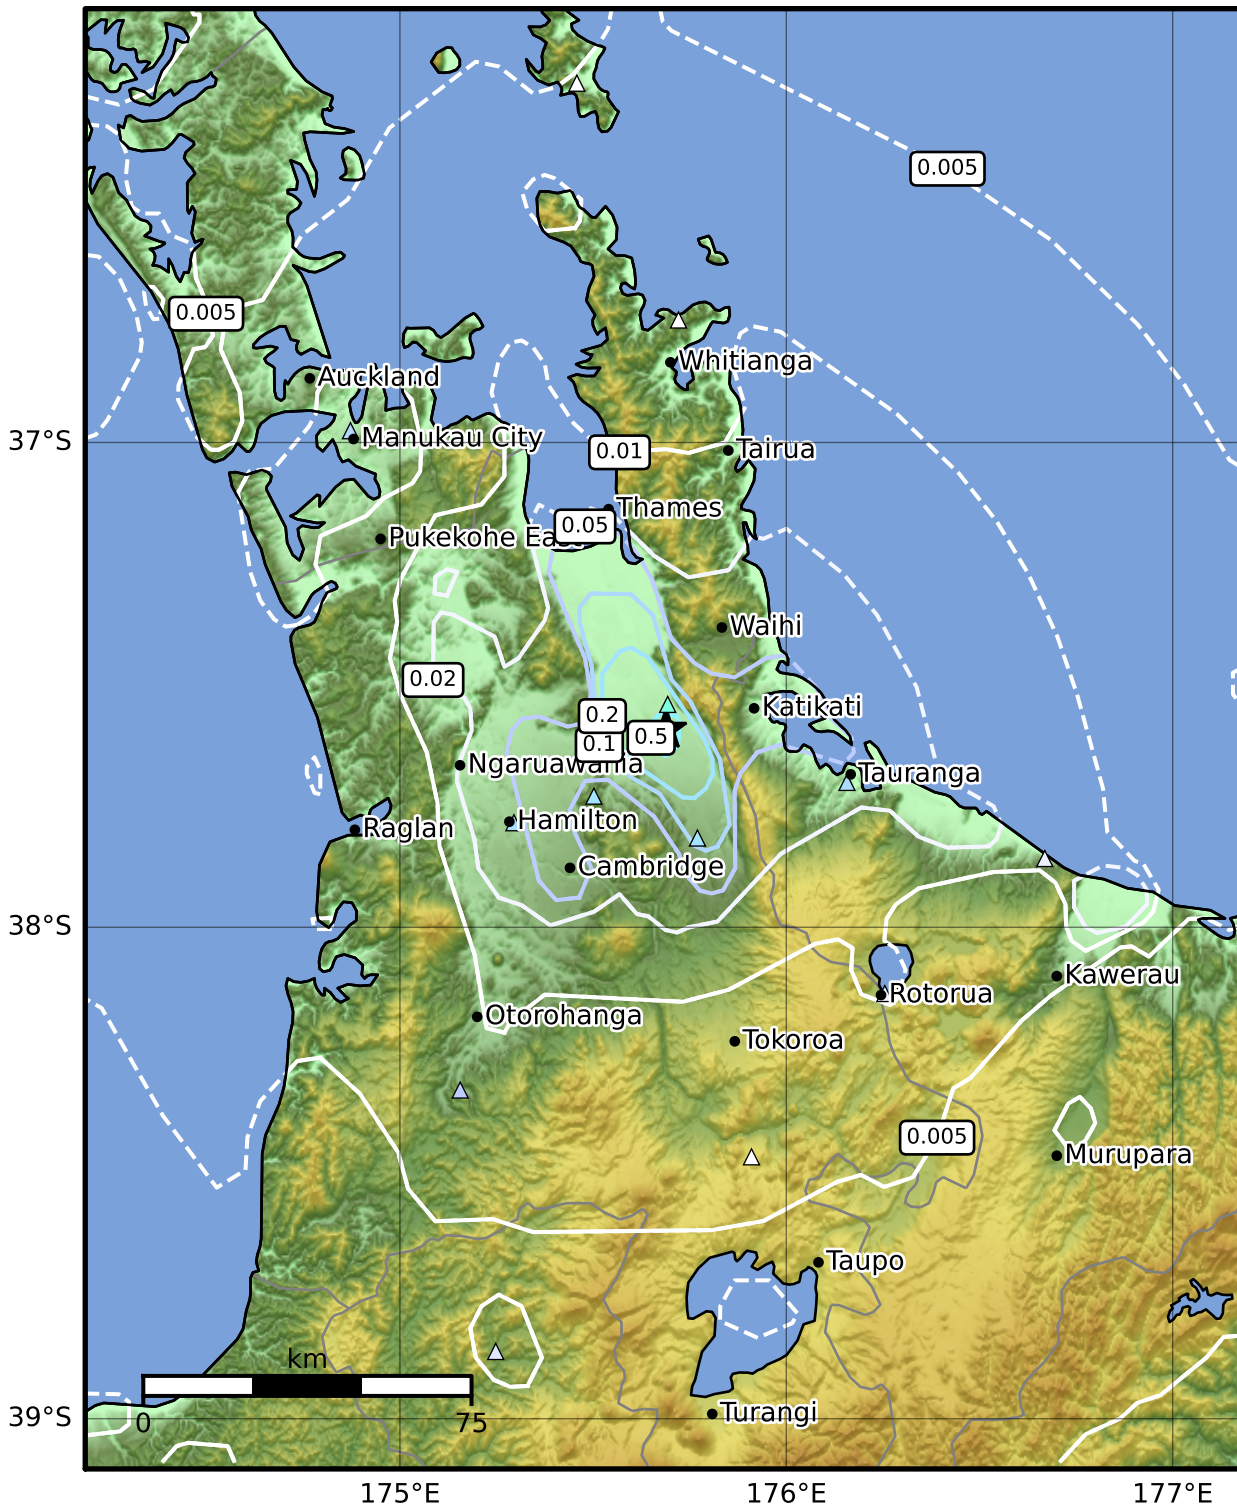 0.005
0.005
Whitianga
Auckland
Manukau City
37°S
0.01
Tairua
Thames
0.05
Pukekohe East
Waihi
0.02
Katikati
0.2
0.5
0.1
Ngaruawahia
Tauranga
Hamilton
Raglan
Cambridge
38°S
Kawerau
Rotorua
Otorohanga
Tokoroa
0.005
Murupara
Taupo
km
0
75
39°S
Turangi
175°E
176°E
177°E